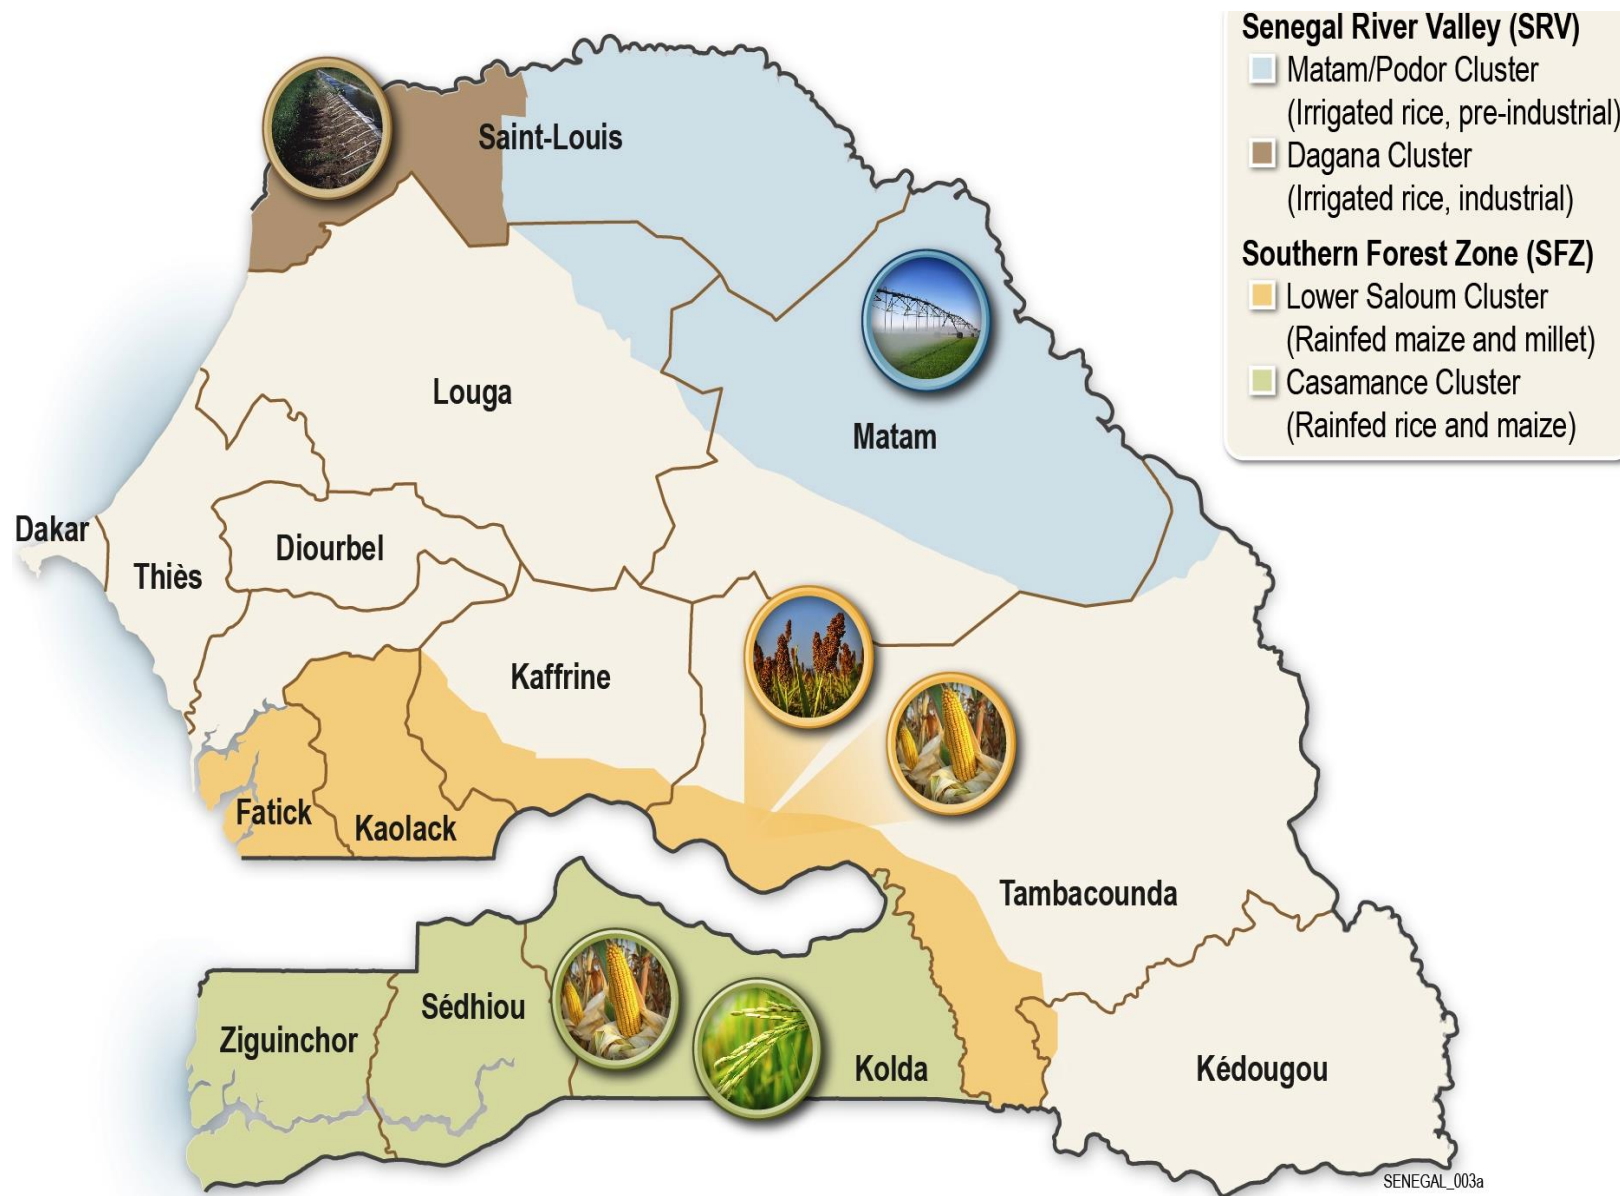 Senegal River Valley (SRV)
Matam/Podor Cluster
(Irrigated rice, pre-industrial)
Dagana Cluster
(Irrigated rice, industrial)
Southern Forest Zone (SFZ)
Lower Saloum Cluster
(Rainfed maize and millet)
Casamance Cluster
(Rainfed rice and maize)
Saint-Louis
Louga
Matam
Dakar
Diourbel
Thiès
Kaffrine
Fatick
Kaolack
Tambacounda
Sédhiou
Ziguinchor
Kolda
Kédougou
SENEGAL_003a